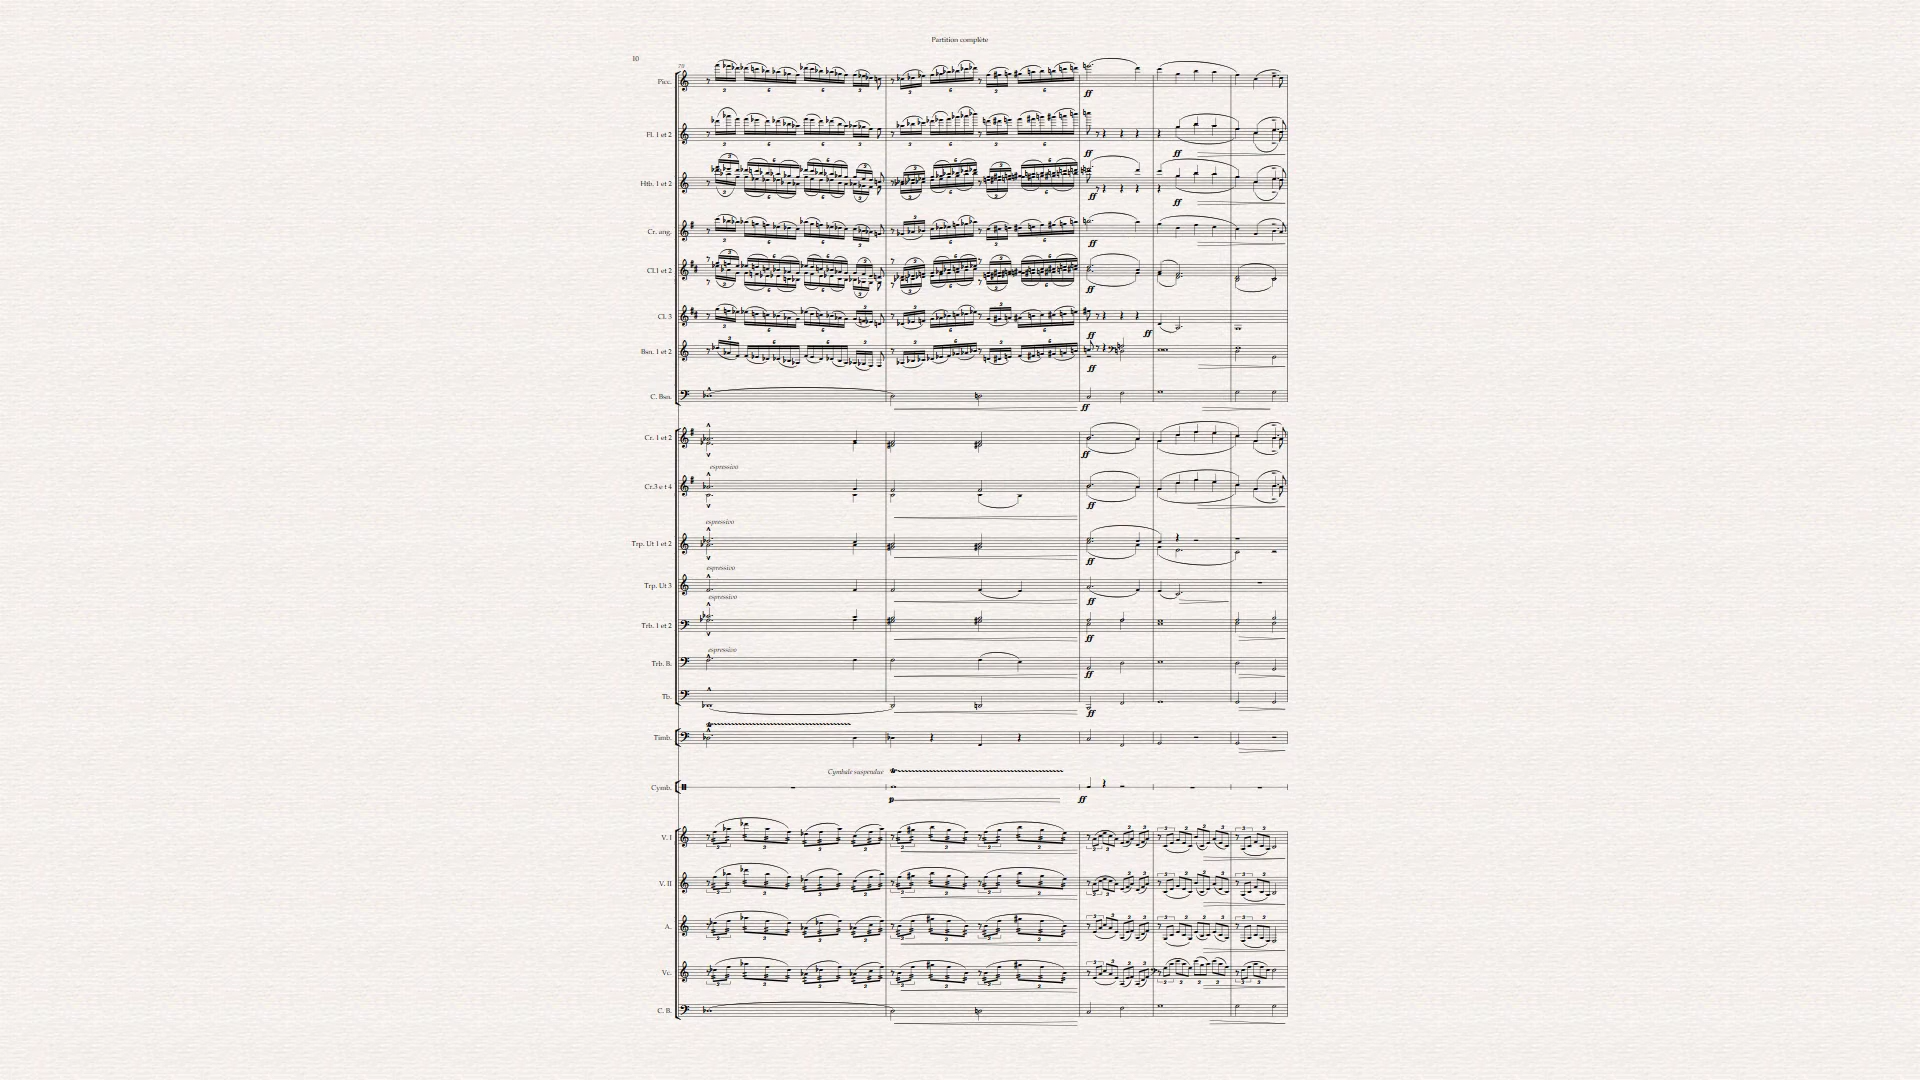 Partition complète
10
70
Picc.
Fl. 1 et 2
Htb. 1 et 2
Cr. ang.
Cl.1 et 2
Cl. 3
Bsn. 1 et 2
C. Bsn.
Cr. 1 et 2
espressivo
Cr.3 e t 4
espressivo
Trp. Ut 1 et 2
espressivo
Trp. Ut 3
espressivo
Trb. 1 et 2
espressivo
Trb. B.
Tb.
Timb.
Cymbale suspendue
Cymb.
p ff
V. I
V. II
A.
Vc.
C. B.